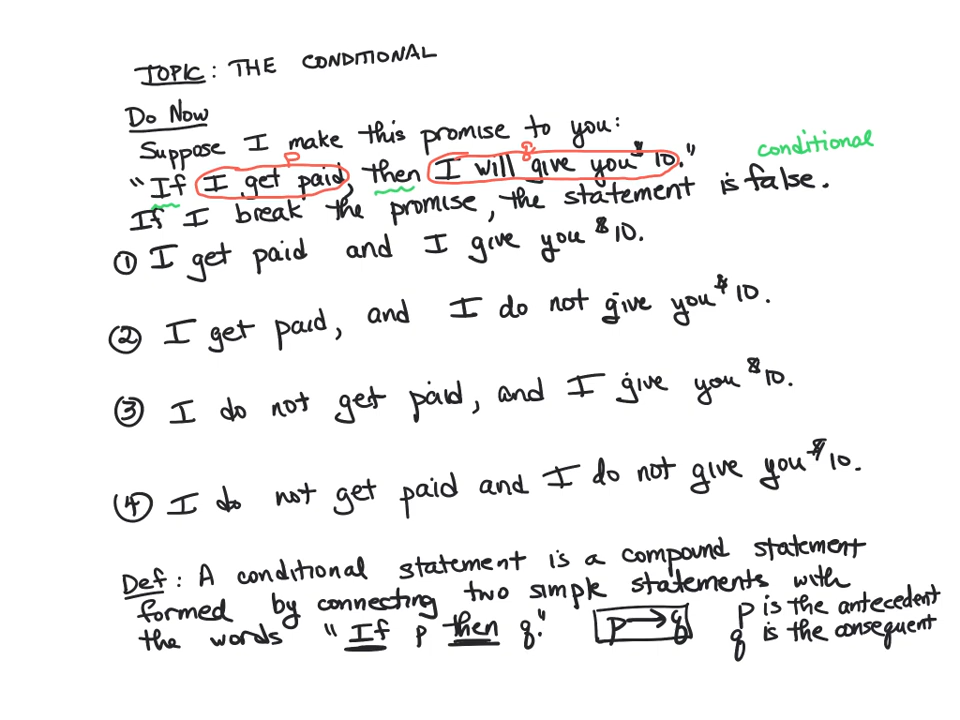 TOPIC: THE CONDITIONAL
Do Now
Suppose I make this promise to you:
p q conditional
"If I get paid, then I will give you $10."
If I break the promise, the statement is false.
① I get paid and I give you $10.
② I get paid, and I do not give you $10.
③ I do not get paid, and I give you $10.
④ I do not get paid and I do not give you $10.
Def: A conditional statement is a compound statement
formed by connecting two simple statements with
the words "If p then q." p→q
p is the antecedent
q is the consequent